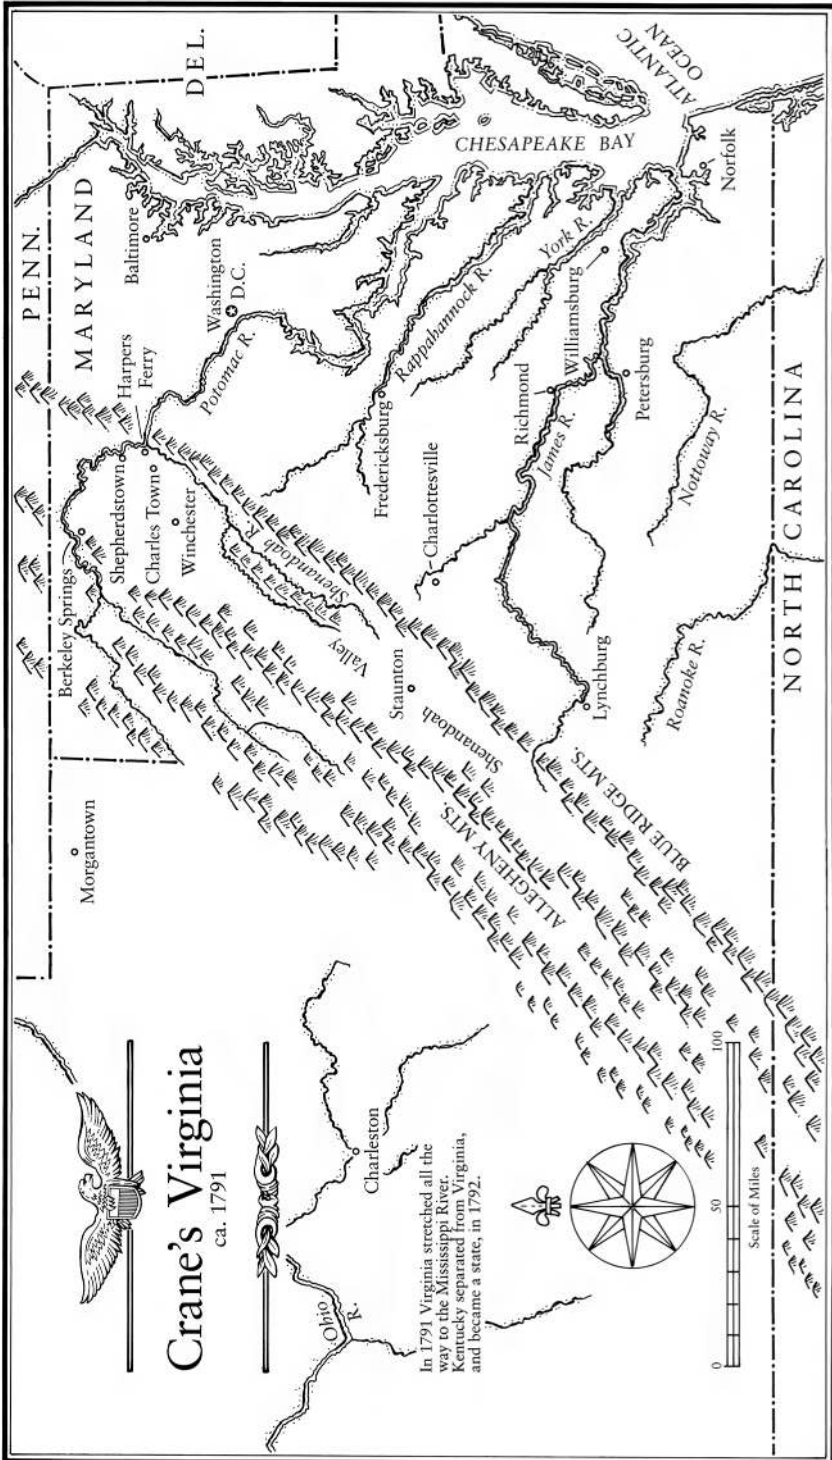 Crane's Virginia
ca. 1791
In 1791 Virginia stretched all the
way to the Mississippi River.
Kentucky separated from Virginia,
and became a state, in 1792.
0
50
100
Scale of Miles
Ohio
R.
Charleston
Morgantown
PENN.
MARYLAND
DEL.
Baltimore
Washington
D.C.
Harpers
Ferry
Potomac R.
Berkeley Springs
Shepherdstown
Charles Town
Winchester
Shenandoah R.
Shenandoah
Valley
Staunton
ALLEGHENY MTS.
BLUE RIDGE MTS.
Fredericksburg
Rappahannock R.
York R.
CHESAPEAKE BAY
ATLANTIC
OCEAN
Charlottesville
Richmond
Williamsburg
James R.
Petersburg
Norfolk
Lynchburg
Nottoway R.
Roanoke R.
NORTH CAROLINA